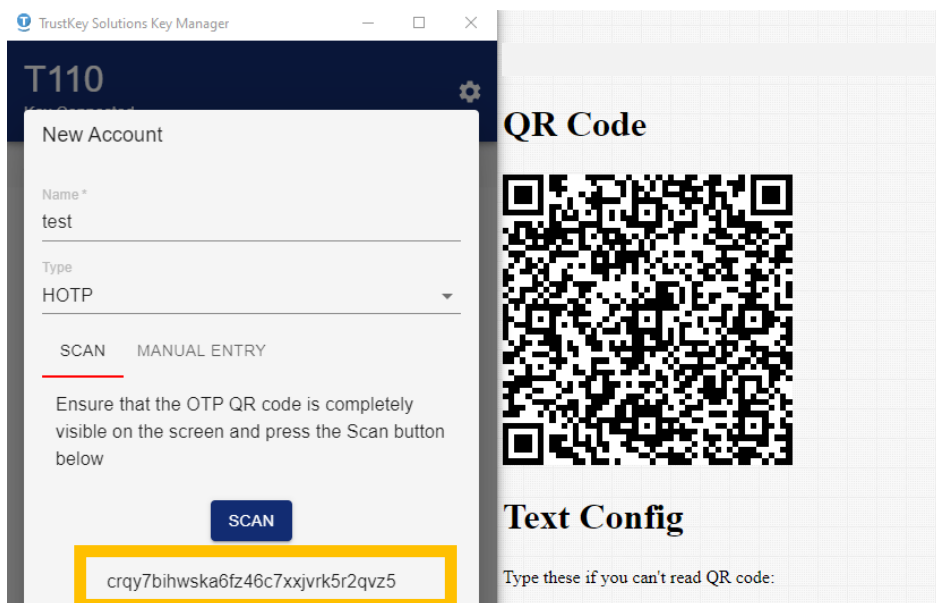 TrustKey Solutions Key Manager
T110
Key Connected
New Account
Name *
test
Type
HOTP
SCAN
MANUAL ENTRY
Ensure that the OTP QR code is completely
visible on the screen and press the Scan button
below
SCAN
crqy7bihwska6fz46c7xxjvrk5r2qvz5
QR Code
Text Config
Type these if you can't read QR code: